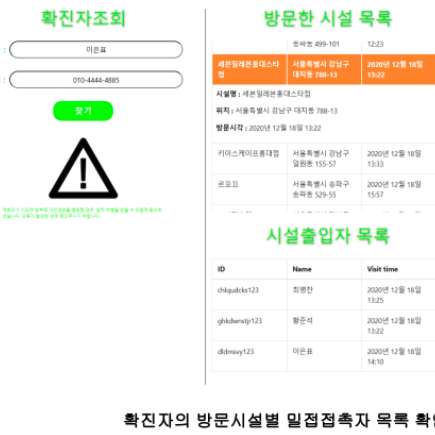 확진자조회
: 이은표
: 010-4444-4885
찾기
방문한 시설 목록
송파동 499-101 12:23
세븐일레븐홍대스타점 서울특별시 강남구 대치동 788-13 2020년 12월 18일 13:22
시설명 : 세븐일레븐홍대스타점
위치 : 서울특별시 강남구 대치동 788-13
방문시각 : 2020년 12월 18일 13:22
키이스케이프홍대점 서울특별시 강남구 일원동 155-57 2020년 12월 18일 13:33
르꼬끄 서울특별시 송파구 송파동 529-55 2020년 12월 18일 15:57
시설출입자 목록
ID Name Visit time
chlqudcks123 최병찬 2020년 12월 18일 13:25
ghkdwnstjr123 황준석 2020년 12월 18일 13:22
dldmsvy123 이은표 2020년 12월 18일 14:10
확진자의 방문시설별 밀접접촉자 목록 확인